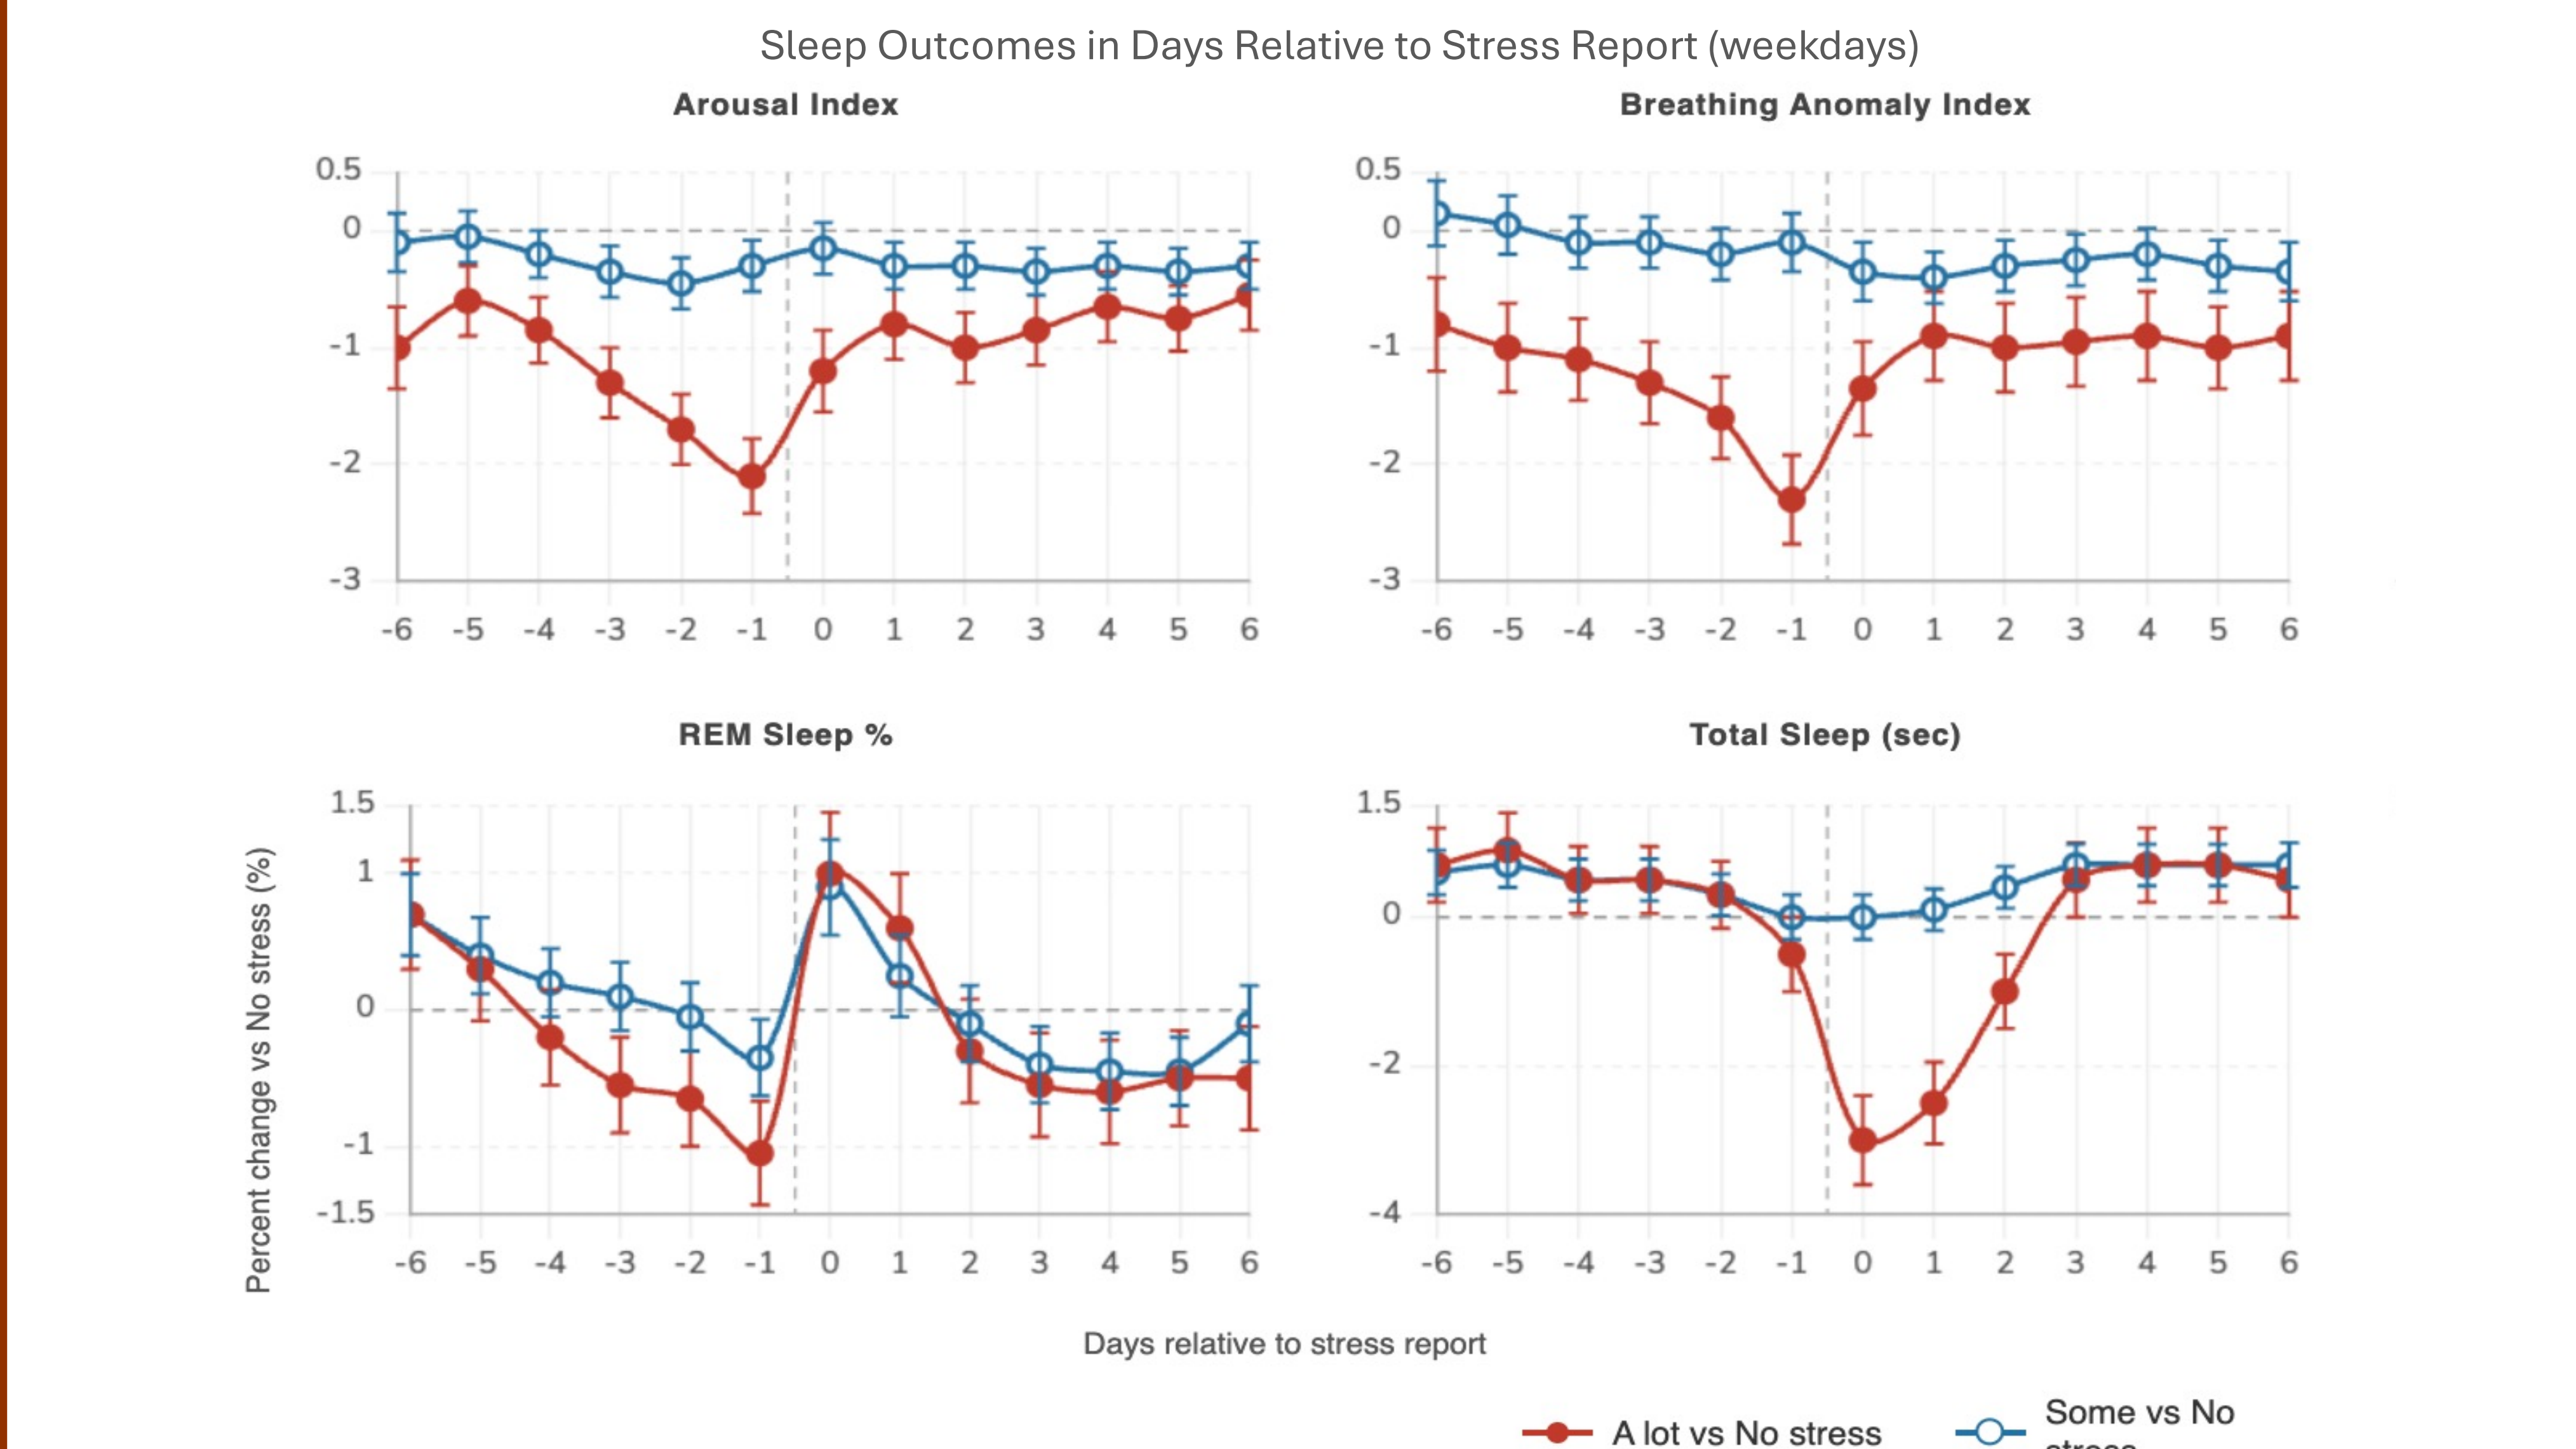 Sleep Outcomes in Days Relative to Stress Report (weekdays)
Arousal Index
0.5
0
-1
-2
-3
-6 -5 -4 -3 -2 -1 0 1 2 3 4 5 6
Breathing Anomaly Index
0.5
0
-1
-2
-3
-6 -5 -4 -3 -2 -1 0 1 2 3 4 5 6
Percent change vs No stress (%)
REM Sleep %
1.5
1
0
-1
-1.5
-6 -5 -4 -3 -2 -1 0 1 2 3 4 5 6
Total Sleep (sec)
1.5
0
-2
-4
-6 -5 -4 -3 -2 -1 0 1 2 3 4 5 6
Days relative to stress report
A lot vs No stress
Some vs No